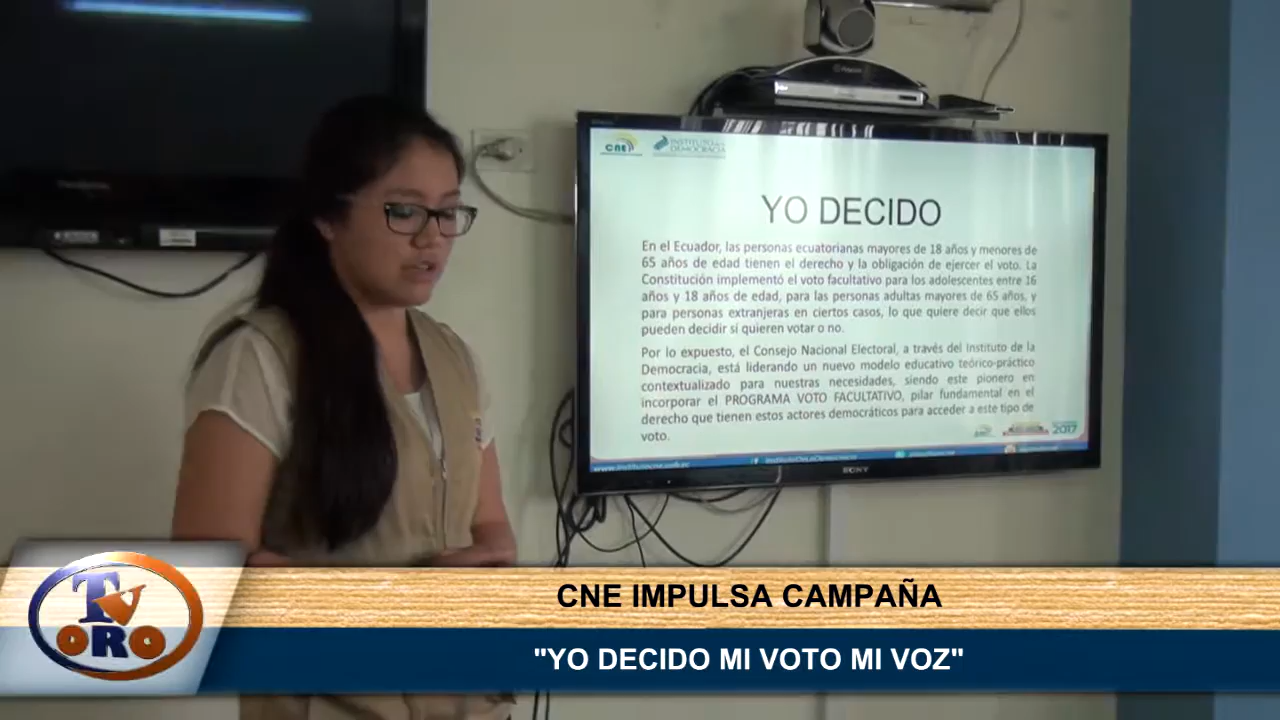 CNE
INSTITUTO DE LA
DEMOCRACIA
YO DECIDO
En el Ecuador, las personas ecuatorianas mayores de 18 años y menores de
65 años de edad tienen el derecho y la obligación de ejercer el voto. La
Constitución implementó el voto facultativo para los adolescentes entre 16
años y 18 años de edad, para las personas adultas mayores de 65 años, y
para personas extranjeras en ciertos casos, lo que quiere decir que ellos
pueden decidir si quieren votar o no.
Por lo expuesto, el Consejo Nacional Electoral, a través del Instituto de la
Democracia, está liderando un nuevo modelo educativo teórico-práctico
contextualizado para nuestras necesidades, siendo este pionero en
incorporar el PROGRAMA VOTO FACULTATIVO, pilar fundamental en el
derecho que tienen estos actores democráticos para acceder a este tipo de
voto.
2017
SONY
TV
ORO
CNE IMPULSA CAMPAÑA
"YO DECIDO MI VOTO MI VOZ"